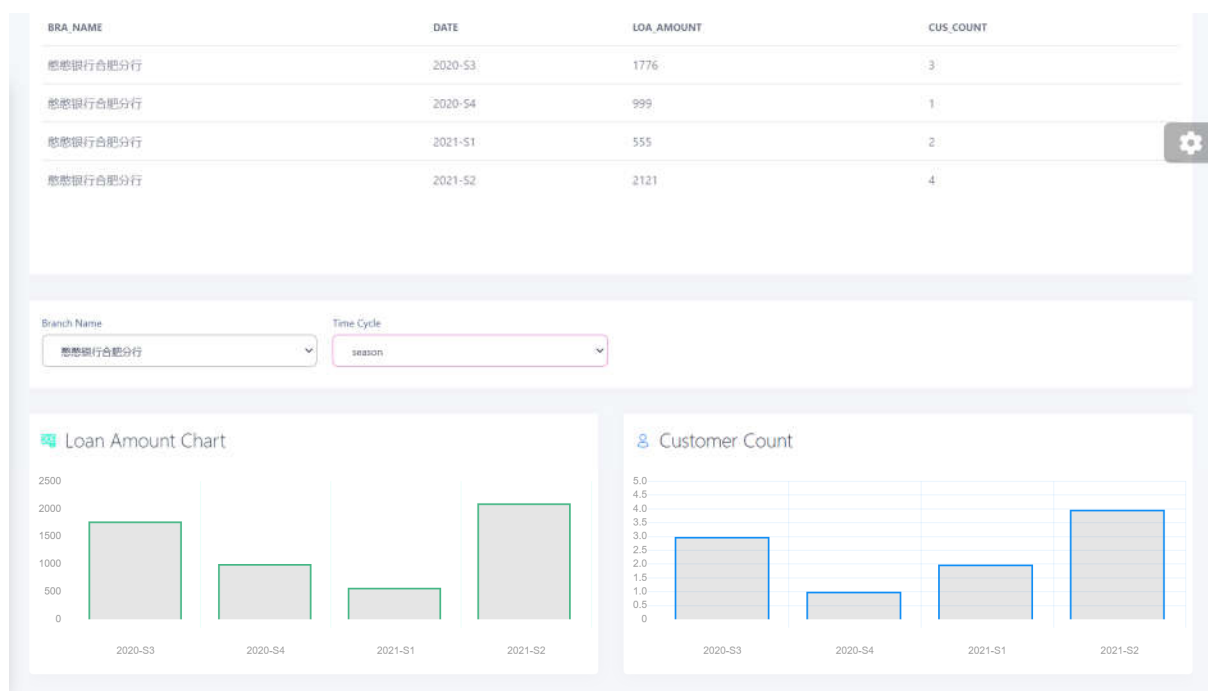 BRA_NAME DATE LOA_AMOUNT CUS_COUNT
憨憨银行合肥分行 2020-S3 1776 3
憨憨银行合肥分行 2020-S4 999 1
憨憨银行合肥分行 2021-S1 555 2
憨憨银行合肥分行 2021-S2 2121 4
Branch Name Time Cycle
憨憨银行合肥分行 season
Loan Amount Chart
2500
2000
1500
1000
500
0
2020-S3 2020-S4 2021-S1 2021-S2
Customer Count
5.0
4.5
4.0
3.5
3.0
2.5
2.0
1.5
1.0
0.5
0
2020-S3 2020-S4 2021-S1 2021-S2